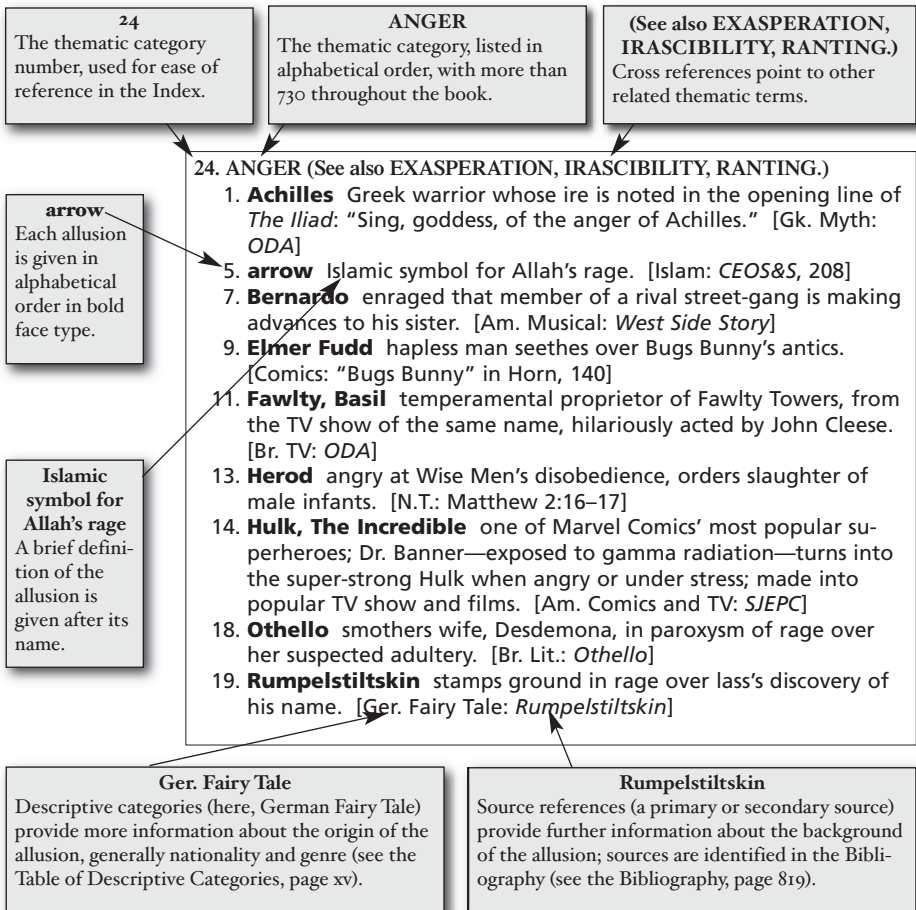 24
The thematic category
number, used for ease of
reference in the Index.
ANGER
The thematic category, listed in
alphabetical order, with more than
730 throughout the book.
(See also EXASPERATION,
IRASCIBILITY, RANTING.)
Cross references point to other
related thematic terms.
arrow
Each allusion
is given in
alphabetical
order in bold
face type.
Islamic
symbol for
Allah’s rage
A brief defini-
tion of the
allusion is
given after its
name.
24. ANGER (See also EXASPERATION, IRASCIBILITY, RANTING.)
1. Achilles Greek warrior whose ire is noted in the opening line of
The Iliad: “Sing, goddess, of the anger of Achilles.” [Gk. Myth:
ODA]
5. arrow Islamic symbol for Allah’s rage. [Islam: CEOS&S, 208]
7. Bernardo enraged that member of a rival street-gang is making
advances to his sister. [Am. Musical: West Side Story]
9. Elmer Fudd hapless man seethes over Bugs Bunny’s antics.
[Comics: “Bugs Bunny” in Horn, 140]
11. Fawlty, Basil temperamental proprietor of Fawlty Towers, from
the TV show of the same name, hilariously acted by John Cleese.
[Br. TV: ODA]
13. Herod angry at Wise Men’s disobedience, orders slaughter of
male infants. [N.T.: Matthew 2:16–17]
14. Hulk, The Incredible one of Marvel Comics’ most popular su-
perheroes; Dr. Banner—exposed to gamma radiation—turns into
the super-strong Hulk when angry or under stress; made into
popular TV show and films. [Am. Comics and TV: SJEPC]
18. Othello smothers wife, Desdemona, in paroxysm of rage over
her suspected adultery. [Br. Lit.: Othello]
19. Rumpelstiltskin stamps ground in rage over lass’s discovery of
his name. [Ger. Fairy Tale: Rumpelstiltskin]
Ger. Fairy Tale
Descriptive categories (here, German Fairy Tale)
provide more information about the origin of the
allusion, generally nationality and genre (see the
Table of Descriptive Categories, page xv).
Rumpelstiltskin
Source references (a primary or secondary source)
provide further information about the background
of the allusion; sources are identified in the Bibli-
ography (see the Bibliography, page 819).